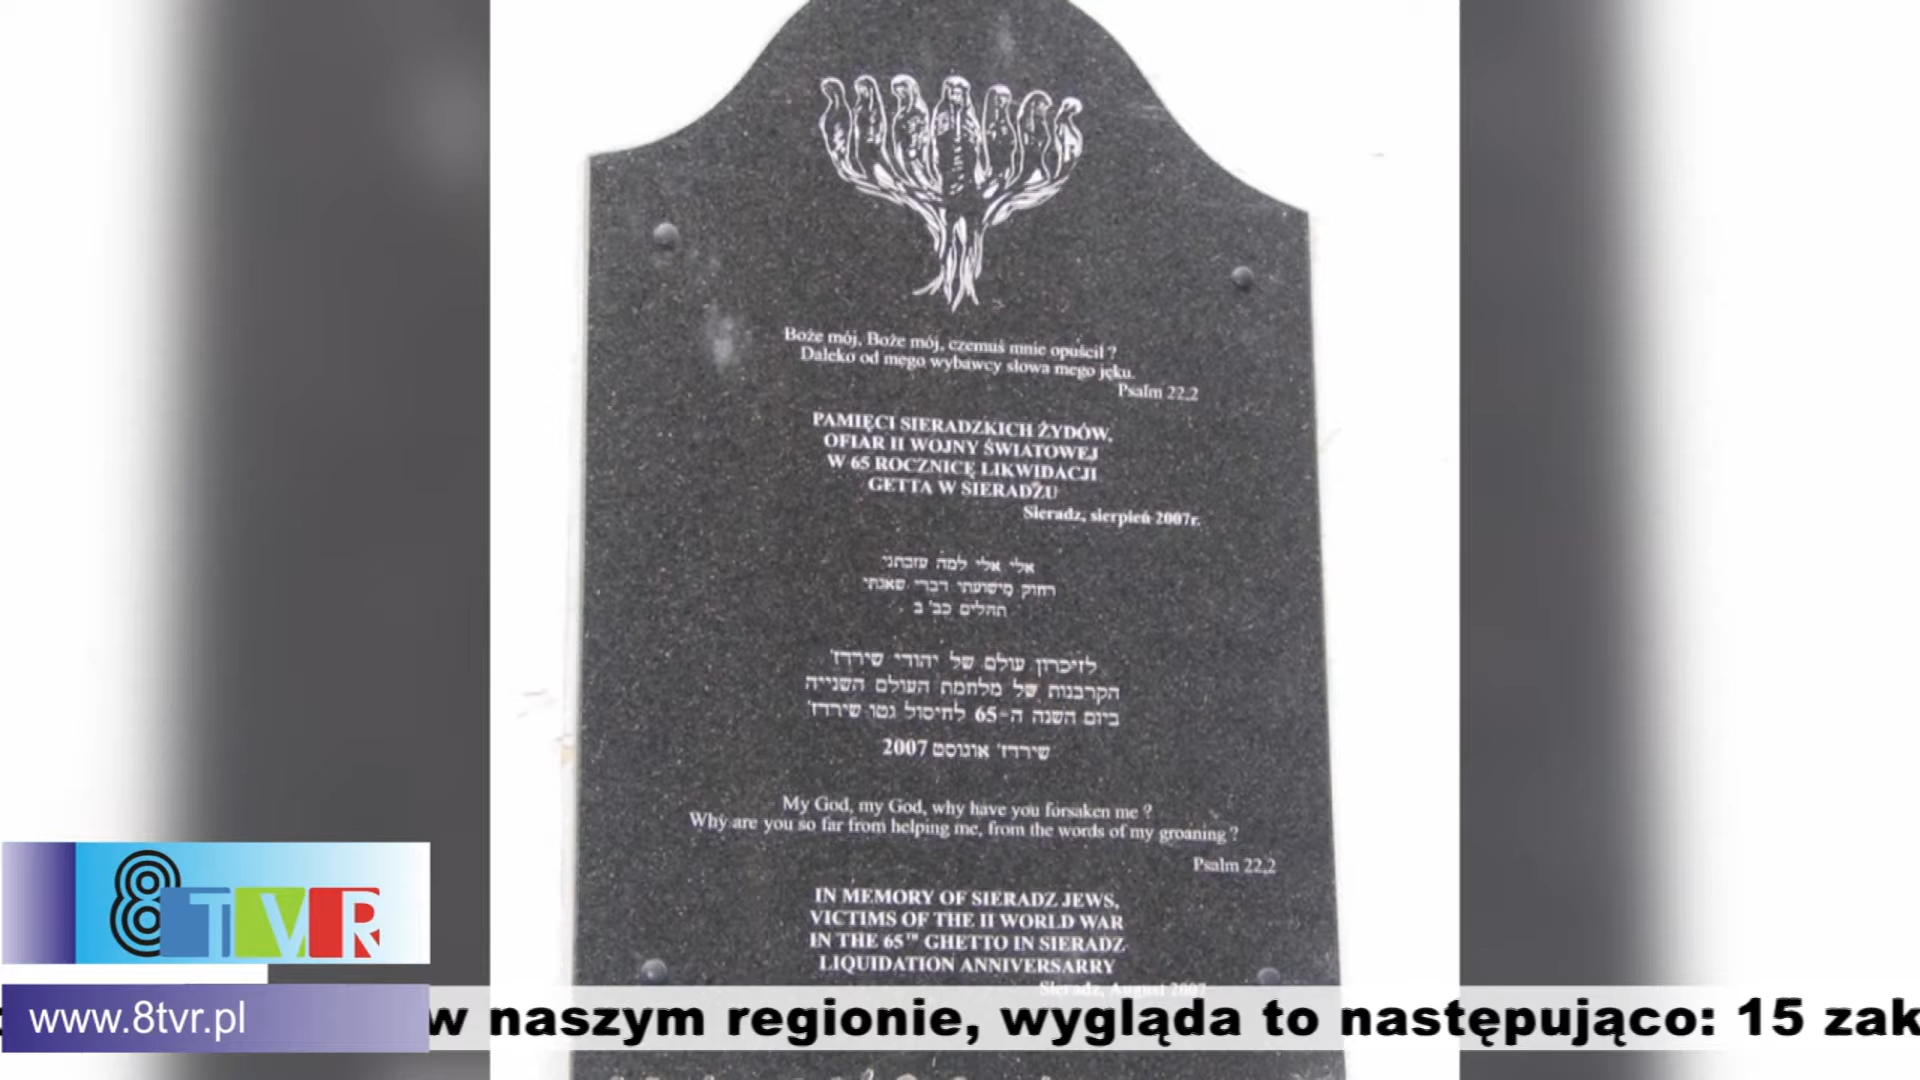 Boże mój, Boże mój, czemuś mnie opuścił ?
Daleko od mego wybawcy słowa mego jęku.
Psalm 22,2
PAMIĘCI SIERADZKICH ŻYDÓW,
OFIAR II WOJNY ŚWIATOWEJ
W 65 ROCZNICĘ LIKWIDACJI
GETTA W SIERADZU
Sieradz, sierpień 2007r.
אלי אלי למה עזבתני
רחוק מישועתי דברי שאגתי
תהלים כב' ב
לזיכרון עולם של יהודי שירדז'
הקרבנות של מלחמת העולם השנייה
ביום השנה ה-65 לחיסול גטו שירדז'
שירדז' אוגוסט 2007
My God, my God, why have you forsaken me ?
Why are you so far from helping me, from the words of my groaning ?
Psalm 22,2
IN MEMORY OF SIERADZ JEWS,
VICTIMS OF THE II WORLD WAR
IN THE 65TH GHETTO IN SIERADZ
LIQUIDATION ANNIVERSARRY
Sieradz, August 2007
8TVR
www.8tvr.pl
w naszym regionie, wygląda to następująco: 15 zak